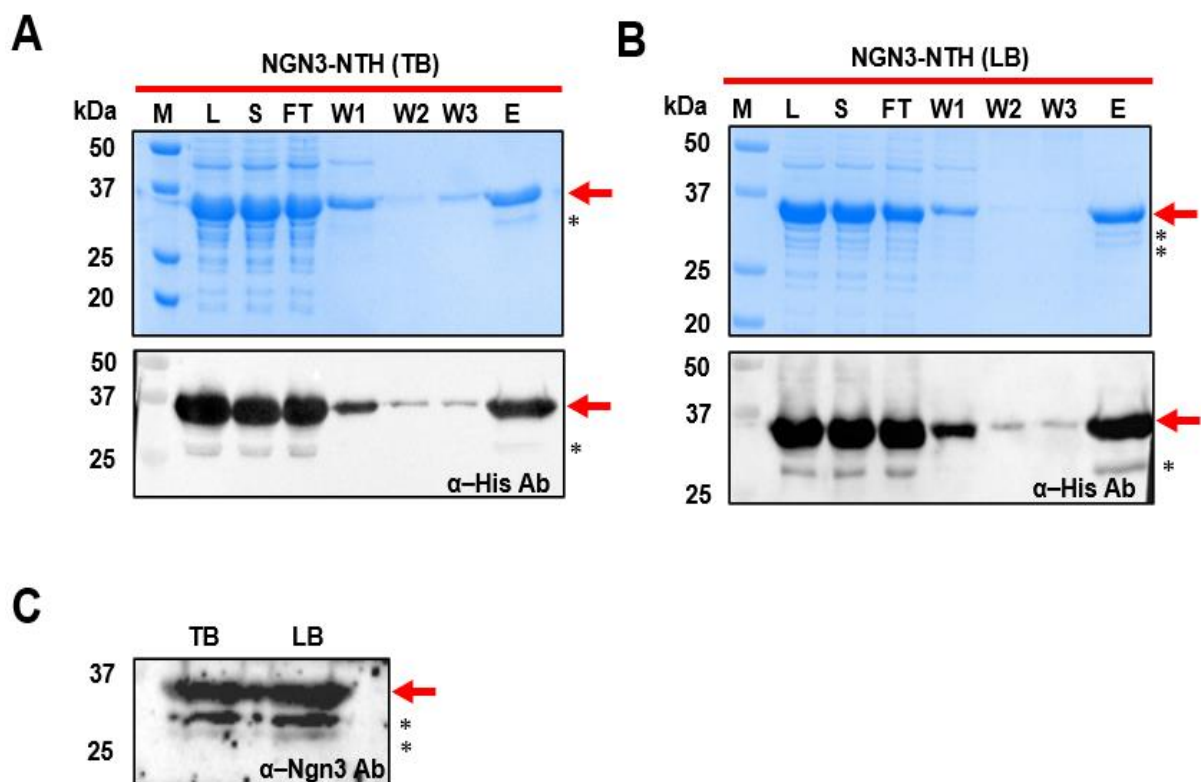 A
NGN3-NTH (TB)
kDa M L S FT W1 W2 W3 E
50
37
25
20
*
50
37
25
*
α–His Ab
B
NGN3-NTH (LB)
kDa M L S FT W1 W2 W3 E
50
37
25
20
*
*
50
37
25
*
α–His Ab
C
TB LB
37
25
*
*
α–Ngn3 Ab